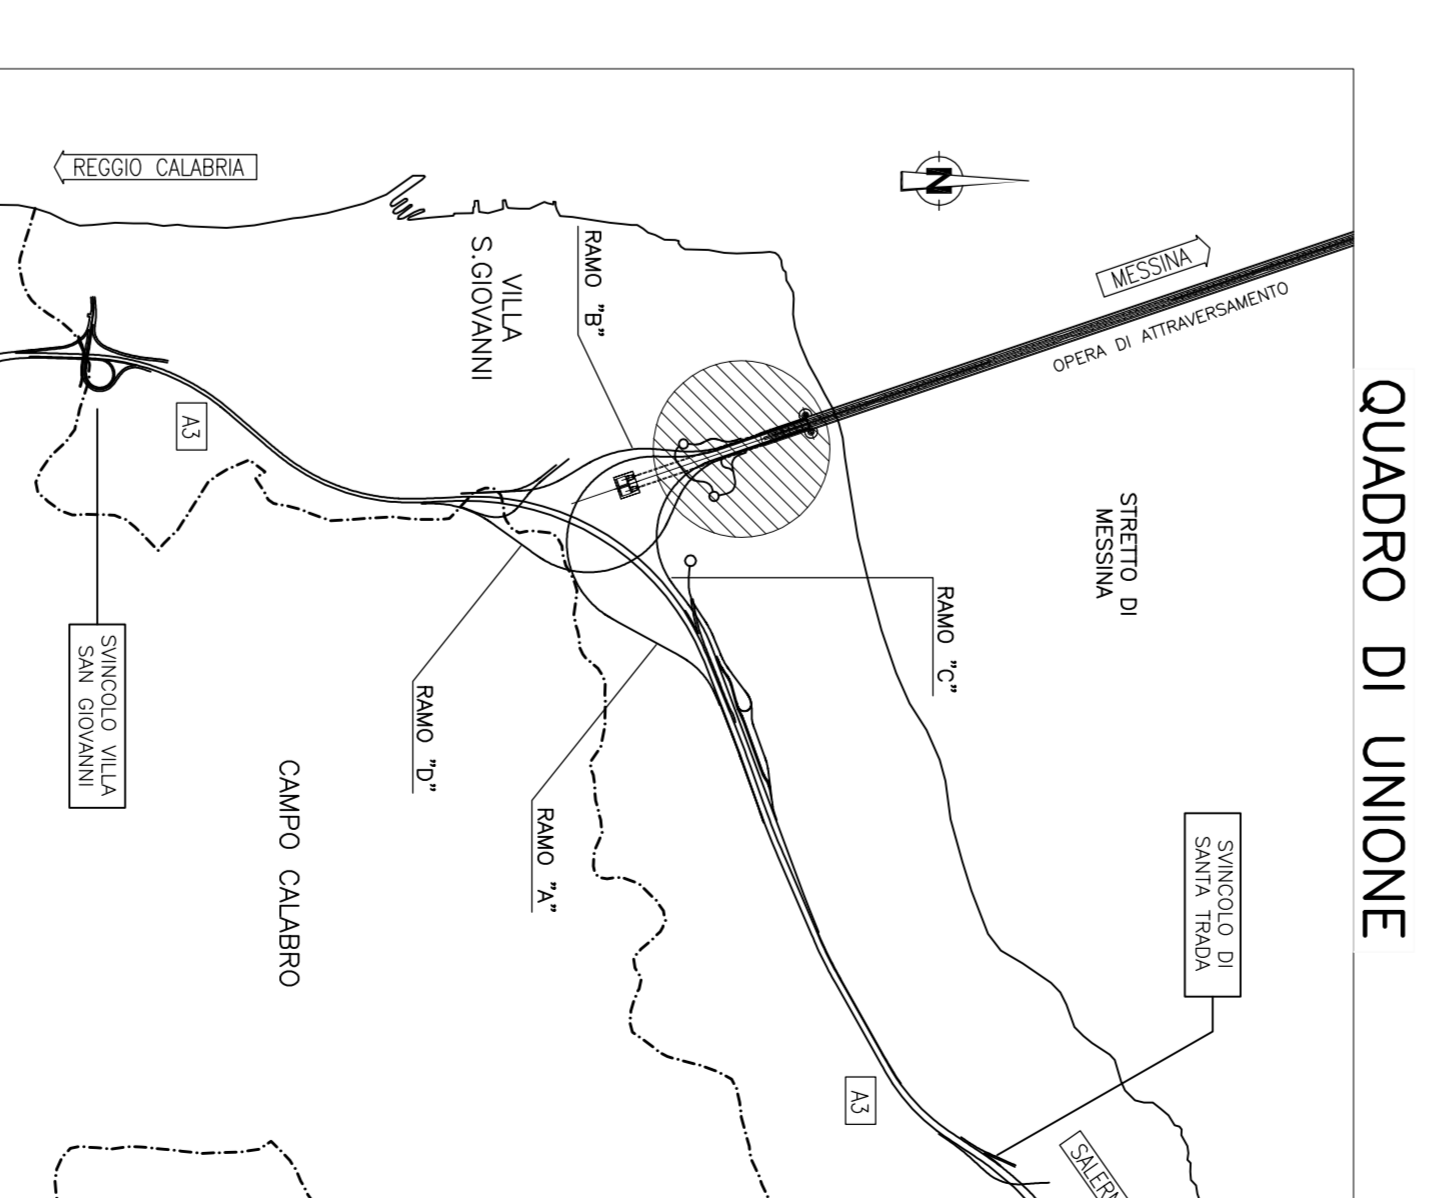 QUADRO DI UNIONE
REGGIO CALABRIA
N
MESSINA
OPERA DI ATTRAVERSAMENTO
VILLA
S.GIOVANNI
RAMO "B"
A3
STRETTO DI
MESSINA
RAMO "C"
SVINCOLO VILLA
SAN GIOVANNI
RAMO "D"
RAMO "A"
CAMPO CALABRO
SVINCOLO DI
SANTA TRADA
A3
SALERN